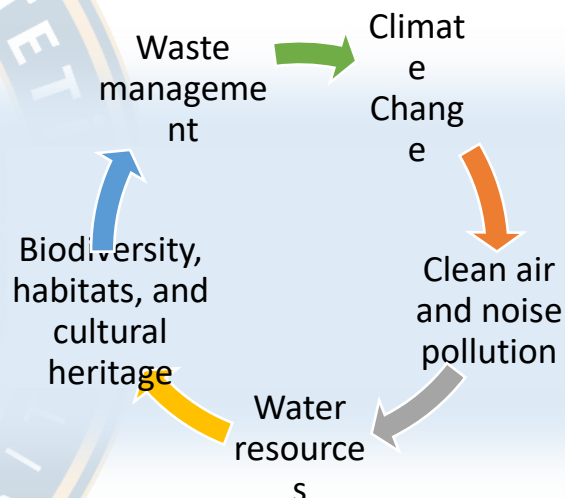 Climat
e
Chang
e
Clean air
and noise
pollution
Water
resource
s
Biodiversity,
habitats, and
cultural
heritage
Waste
manageme
nt